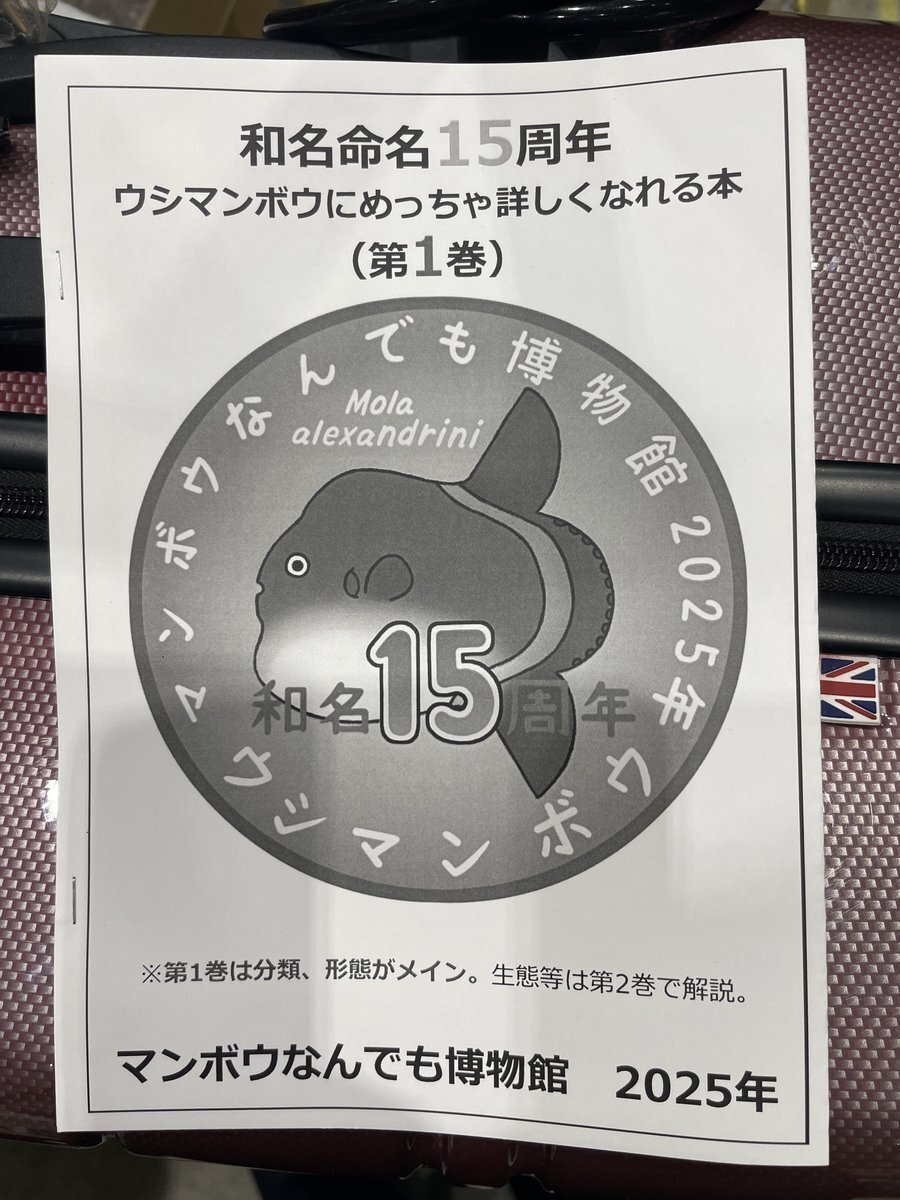 和名命名15周年
ウシマンボウにめっちゃ詳しくなれる本
（第1巻）
マンボウなんでも博物館 2025年
Mola
alexandrini
和名15周年
ウシマンボウ
※第1巻は分類、形態がメイン。生態等は第2巻で解説。
マンボウなんでも博物館 2025年